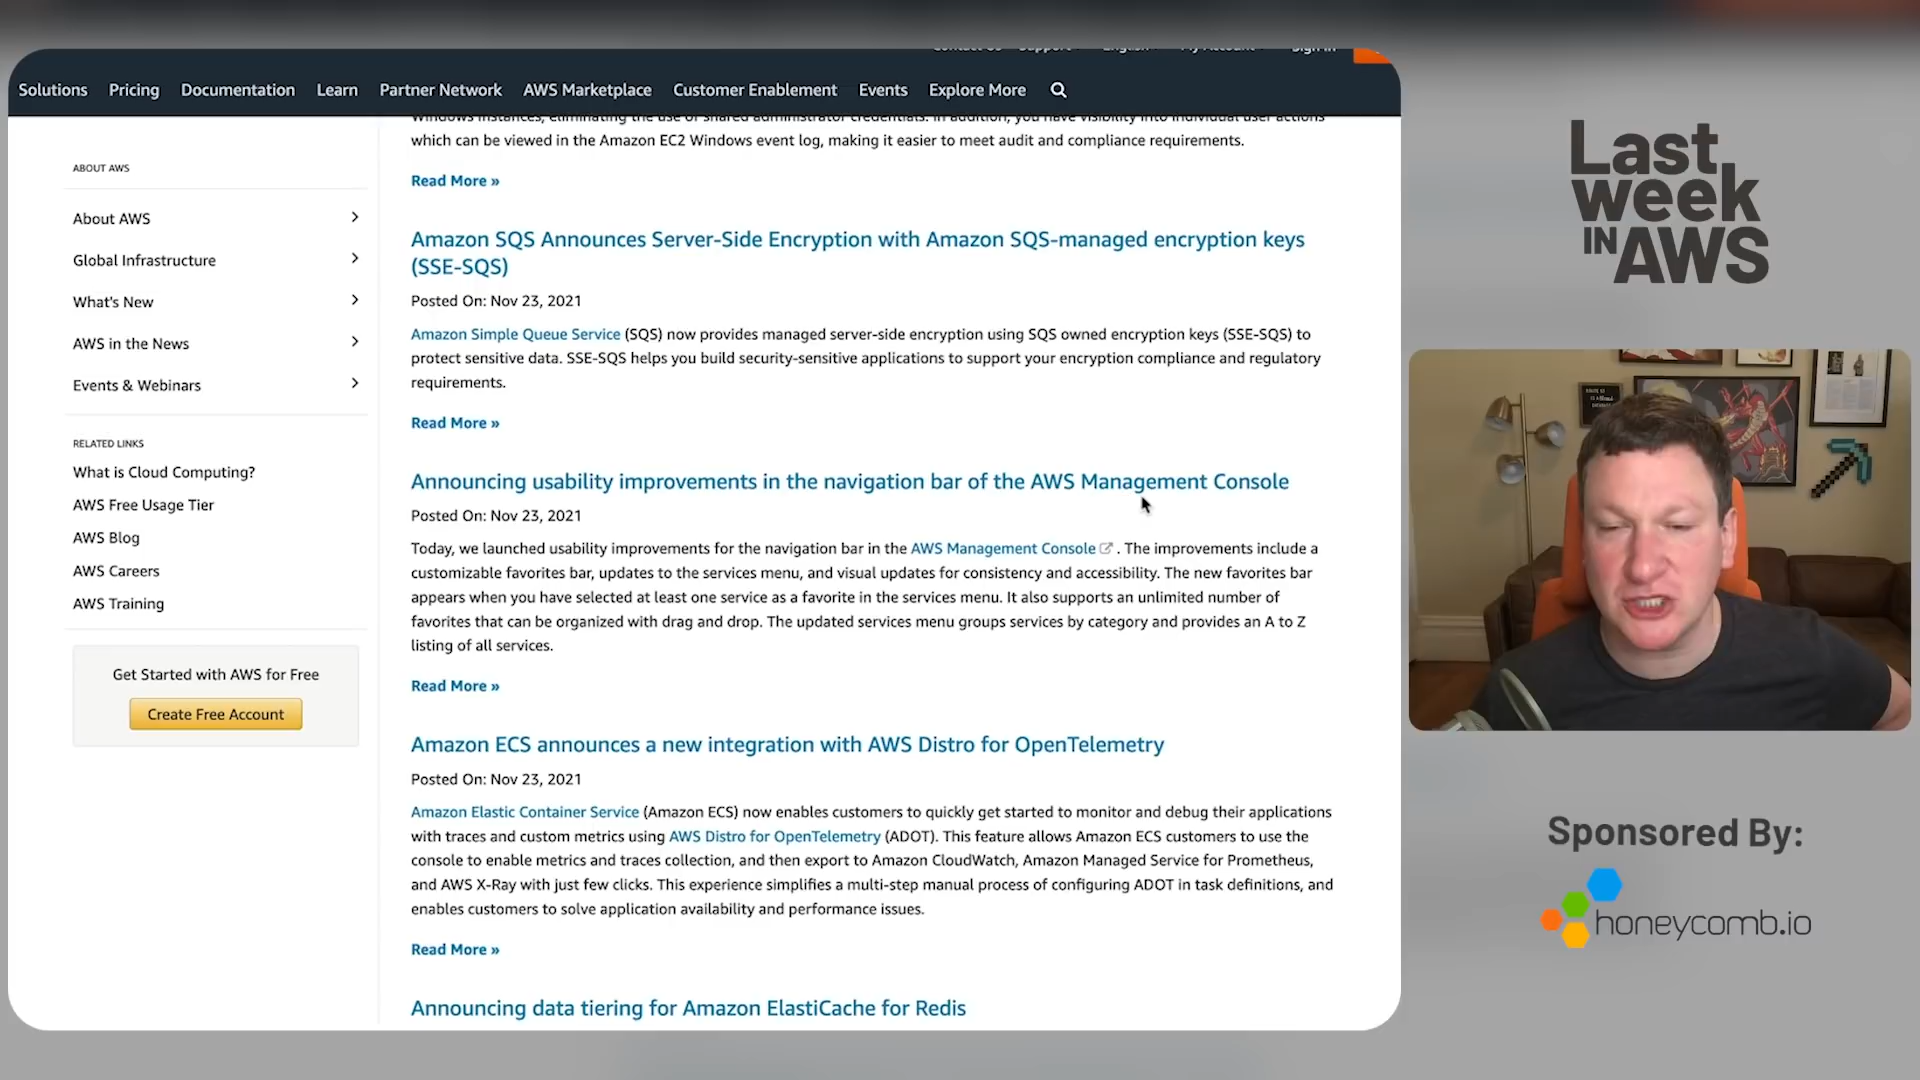 Solutions Pricing Documentation Learn Partner Network AWS Marketplace Customer Enablement Events Explore More
ABOUT AWS
About AWS
Global Infrastructure
What's New
AWS in the News
Events & Webinars
RELATED LINKS
What is Cloud Computing?
AWS Free Usage Tier
AWS Blog
AWS Careers
AWS Training
Get Started with AWS for Free
Create Free Account
Windows instances, eliminating the use of shared administrator credentials. In addition, you have visibility into individual user actions
which can be viewed in the Amazon EC2 Windows event log, making it easier to meet audit and compliance requirements.
Read More »
Amazon SQS Announces Server-Side Encryption with Amazon SQS-managed encryption keys
(SSE-SQS)
Posted On: Nov 23, 2021
Amazon Simple Queue Service (SQS) now provides managed server-side encryption using SQS owned encryption keys (SSE-SQS) to
protect sensitive data. SSE-SQS helps you build security-sensitive applications to support your encryption compliance and regulatory
requirements.
Read More »
Announcing usability improvements in the navigation bar of the AWS Management Console
Posted On: Nov 23, 2021
Today, we launched usability improvements for the navigation bar in the AWS Management Console . The improvements include a
customizable favorites bar, updates to the services menu, and visual updates for consistency and accessibility. The new favorites bar
appears when you have selected at least one service as a favorite in the services menu. It also supports an unlimited number of
favorites that can be organized with drag and drop. The updated services menu groups services by category and provides an A to Z
listing of all services.
Read More »
Amazon ECS announces a new integration with AWS Distro for OpenTelemetry
Posted On: Nov 23, 2021
Amazon Elastic Container Service (Amazon ECS) now enables customers to quickly get started to monitor and debug their applications
with traces and custom metrics using AWS Distro for OpenTelemetry (ADOT). This feature allows Amazon ECS customers to use the
console to enable metrics and traces collection, and then export to Amazon CloudWatch, Amazon Managed Service for Prometheus,
and AWS X-Ray with just few clicks. This experience simplifies a multi-step manual process of configuring ADOT in task definitions, and
enables customers to solve application availability and performance issues.
Read More »
Announcing data tiering for Amazon ElastiCache for Redis
Last
week
IN AWS
Sponsored By:
honeycomb.io